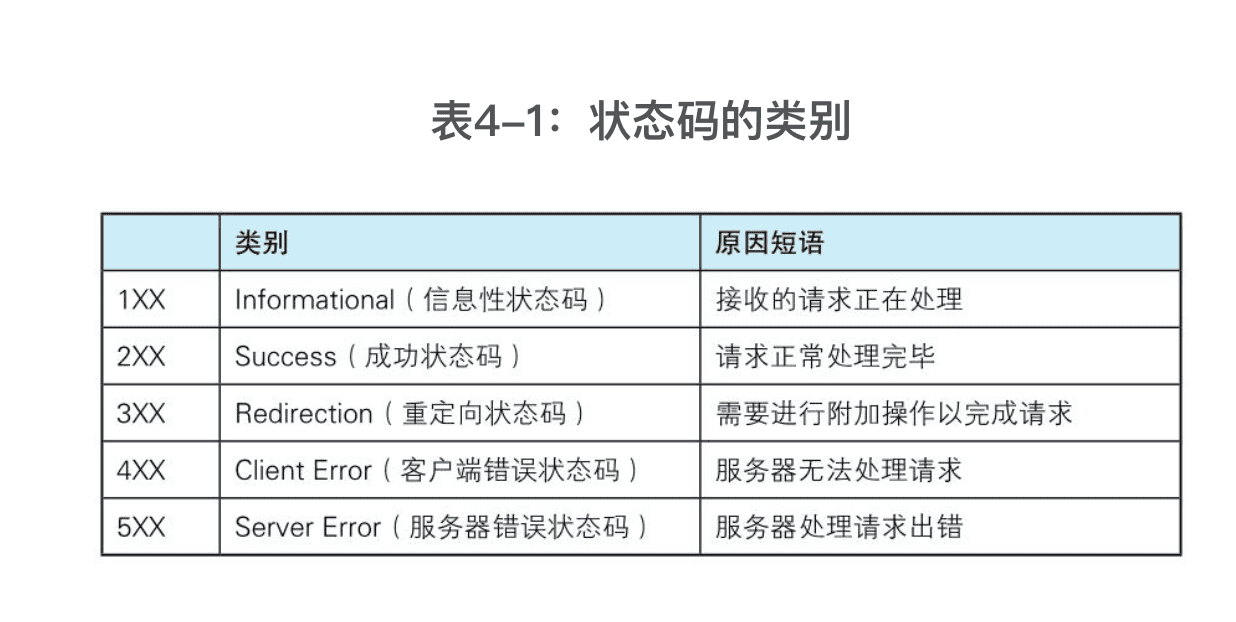 表4–1：状态码的类别
类别 原因短语
1XX Informational（信息性状态码） 接收的请求正在处理
2XX Success（成功状态码） 请求正常处理完毕
3XX Redirection（重定向状态码） 需要进行附加操作以完成请求
4XX Client Error（客户端错误状态码） 服务器无法处理请求
5XX Server Error（服务器错误状态码） 服务器处理请求出错